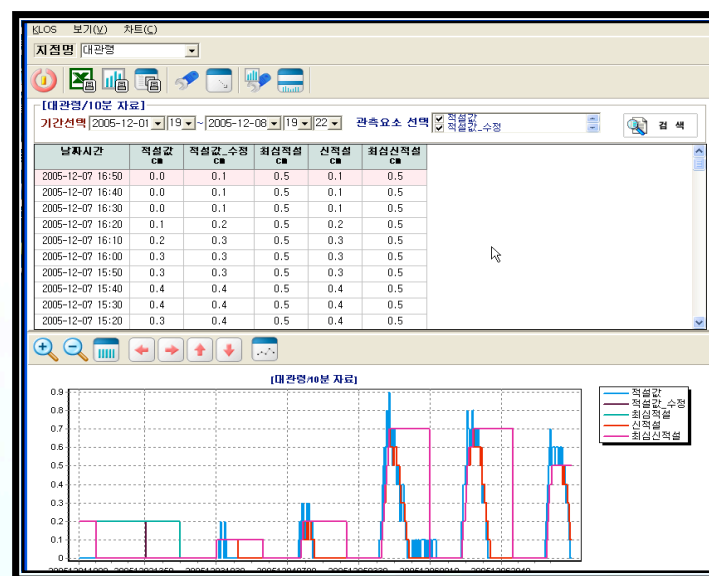 KLOS 보기(V) 차트(C)
지점명 대관령
[대관령/10분 자료]
기간선택 2005-12-01 19 ~ 2005-12-08 19 22 관측요소 선택 적설값 적설값_수정 검 색
날짜시간 적설값 cm 적설값_수정 cm 최심적설 cm 신적설 cm 최심신적설 cm
2005-12-07 16:50 0.0 0.1 0.5 0.1 0.5
2005-12-07 16:40 0.0 0.1 0.5 0.1 0.5
2005-12-07 16:30 0.0 0.1 0.5 0.1 0.5
2005-12-07 16:20 0.1 0.2 0.5 0.2 0.5
2005-12-07 16:10 0.2 0.3 0.5 0.3 0.5
2005-12-07 16:00 0.3 0.3 0.5 0.3 0.5
2005-12-07 15:50 0.3 0.3 0.5 0.3 0.5
2005-12-07 15:40 0.4 0.4 0.5 0.4 0.5
2005-12-07 15:30 0.4 0.4 0.5 0.4 0.5
2005-12-07 15:20 0.3 0.4 0.5 0.4 0.5
[대관령/10분 자료]
0.9
0.8
0.7
0.6
0.5
0.4
0.3
0.2
0.1
0
적설값
적설값_수정
최심적설
신적설
최심신적설